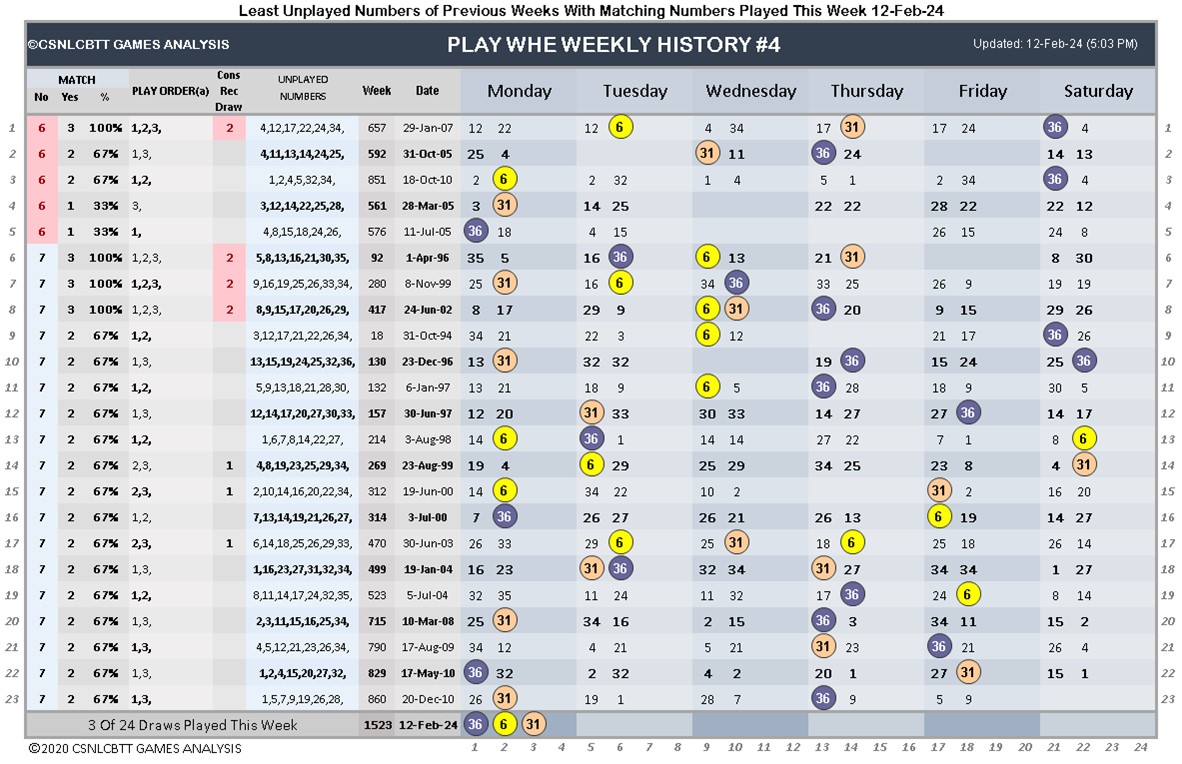 Least Unplayed Numbers of Previous Weeks With Matching Numbers Played This Week 12-Feb-24
©CSNLCBTT GAMES ANALYSIS PLAY WHE WEEKLY HISTORY #4 Updated: 12-Feb-24 (5:03 PM)
MATCH
No Yes % PLAY ORDER(a) Cons Rec Draw UNPLAYED NUMBERS Week Date Monday Tuesday Wednesday Thursday Friday Saturday
1 6 3 100% 1,2,3, 2 4,12,17,22,24,34, 657 29-Jan-07 12 22 12 6 4 34 17 31 17 24 36 4 1
2 6 2 67% 1,3, 4,11,13,14,24,25, 592 31-Oct-05 25 4 31 11 36 24 14 13 2
3 6 2 67% 1,2, 1,2,4,5,32,34, 851 18-Oct-10 2 6 2 32 1 4 5 1 2 34 36 4 3
4 6 1 33% 3, 3,12,14,22,25,28, 561 28-Mar-05 3 31 14 25 22 22 28 22 22 12 4
5 6 1 33% 1, 4,8,15,18,24,26, 576 11-Jul-05 36 18 4 15 26 15 24 8 5
6 7 3 100% 1,2,3, 2 5,8,13,16,21,30,35, 92 1-Apr-96 35 5 16 36 6 13 21 31 8 30 6
7 7 3 100% 1,2,3, 2 9,16,19,25,26,33,34, 280 8-Nov-99 25 31 16 6 34 36 33 25 26 9 19 19 7
8 7 3 100% 1,2,3, 2 8,9,15,17,20,26,29, 417 24-Jun-02 8 17 29 9 6 31 36 20 9 15 29 26 8
9 7 2 67% 1,2, 3,12,17,21,22,26,34, 18 31-Oct-94 34 21 22 3 6 12 21 17 36 26 9
10 7 2 67% 1,3, 13,15,19,24,25,32,36, 130 23-Dec-96 13 31 32 32 19 36 15 24 25 36 10
11 7 2 67% 1,2, 5,9,13,18,21,28,30, 132 6-Jan-97 13 21 18 9 6 5 36 28 18 9 30 5 11
12 7 2 67% 1,3, 12,14,17,20,27,30,33, 157 30-Jun-97 12 20 31 33 30 33 14 27 27 36 14 17 12
13 7 2 67% 1,2, 1,6,7,8,14,22,27, 214 3-Aug-98 14 6 36 1 14 14 27 22 7 1 8 6 13
14 7 2 67% 2,3, 1 4,8,19,23,25,29,34, 269 23-Aug-99 19 4 6 29 25 29 34 25 23 8 4 31 14
15 7 2 67% 2,3, 1 2,10,14,16,20,22,34, 312 19-Jun-00 14 6 34 22 10 2 31 2 16 20 15
16 7 2 67% 1,2, 7,13,14,19,21,26,27, 314 3-Jul-00 7 36 26 27 26 21 26 13 6 19 14 27 16
17 7 2 67% 2,3, 1 6,14,18,25,26,29,33, 470 30-Jun-03 26 33 29 6 25 31 18 6 25 18 26 14 17
18 7 2 67% 1,3, 1,16,23,27,31,32,34, 499 19-Jan-04 16 23 31 36 32 34 31 27 34 34 1 27 18
19 7 2 67% 1,2, 8,11,14,17,24,32,35, 523 5-Jul-04 32 35 11 24 11 32 17 36 24 6 8 14 19
20 7 2 67% 1,3, 2,3,11,15,16,25,34, 715 10-Mar-08 25 31 34 16 2 15 36 3 34 11 15 2 20
21 7 2 67% 1,3, 4,5,12,21,23,26,34, 790 17-Aug-09 34 12 4 21 5 21 31 23 36 21 26 4 21
22 7 2 67% 1,3, 1,2,4,15,20,27,32, 829 17-May-10 36 32 2 32 4 2 20 1 27 31 15 1 22
23 7 2 67% 1,3, 1,5,7,9,19,26,28, 860 20-Dec-10 26 31 19 1 28 7 36 9 5 9 23
3 Of 24 Draws Played This Week 1523 12-Feb-24 36 6 31
©2020 CSNLCBTT GAMES ANALYSIS 1 2 3 4 5 6 7 8 9 10 11 12 13 14 15 16 17 18 19 20 21 22 23 24